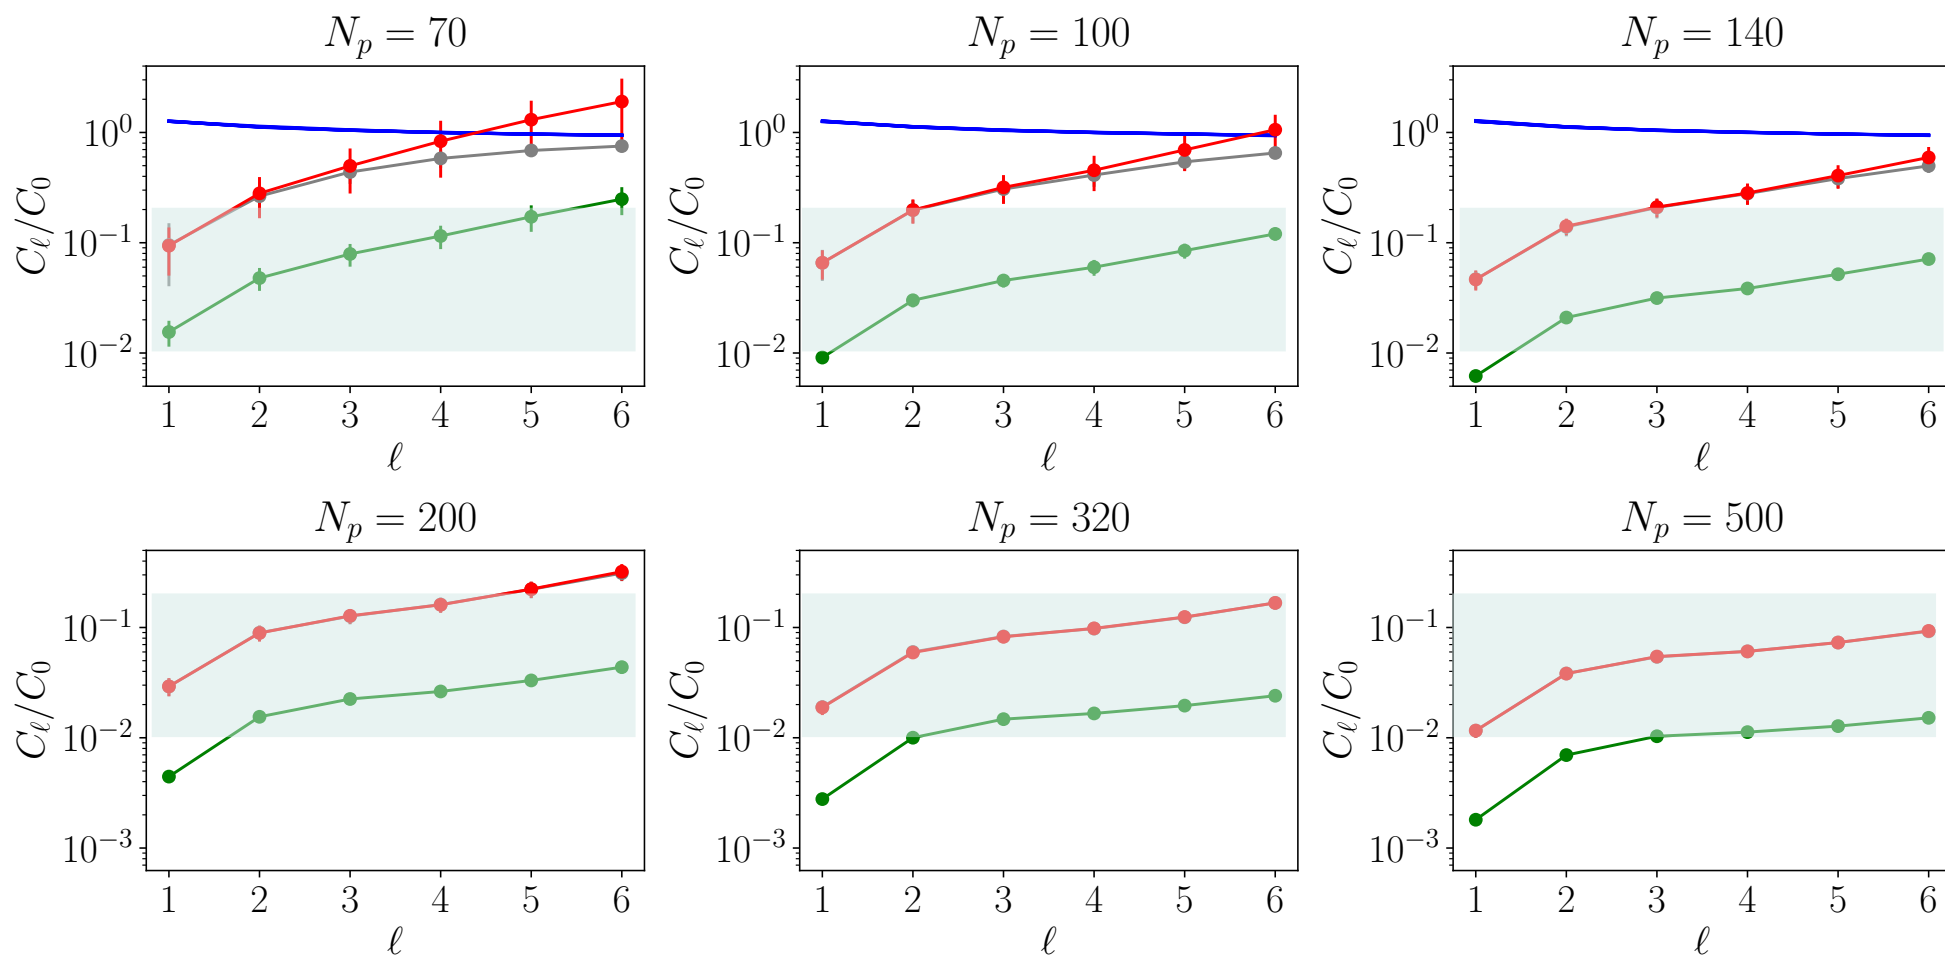 N_p = 70
N_p = 100
N_p = 140
C_ℓ/C_0
10^0
10^{-1}
10^{-2}
1 2 3 4 5 6
ℓ
C_ℓ/C_0
10^0
10^{-1}
10^{-2}
1 2 3 4 5 6
ℓ
C_ℓ/C_0
10^0
10^{-1}
10^{-2}
1 2 3 4 5 6
ℓ
N_p = 200
N_p = 320
N_p = 500
C_ℓ/C_0
10^{-1}
10^{-2}
10^{-3}
1 2 3 4 5 6
ℓ
C_ℓ/C_0
10^{-1}
10^{-2}
10^{-3}
1 2 3 4 5 6
ℓ
C_ℓ/C_0
10^{-1}
10^{-2}
10^{-3}
1 2 3 4 5 6
ℓ